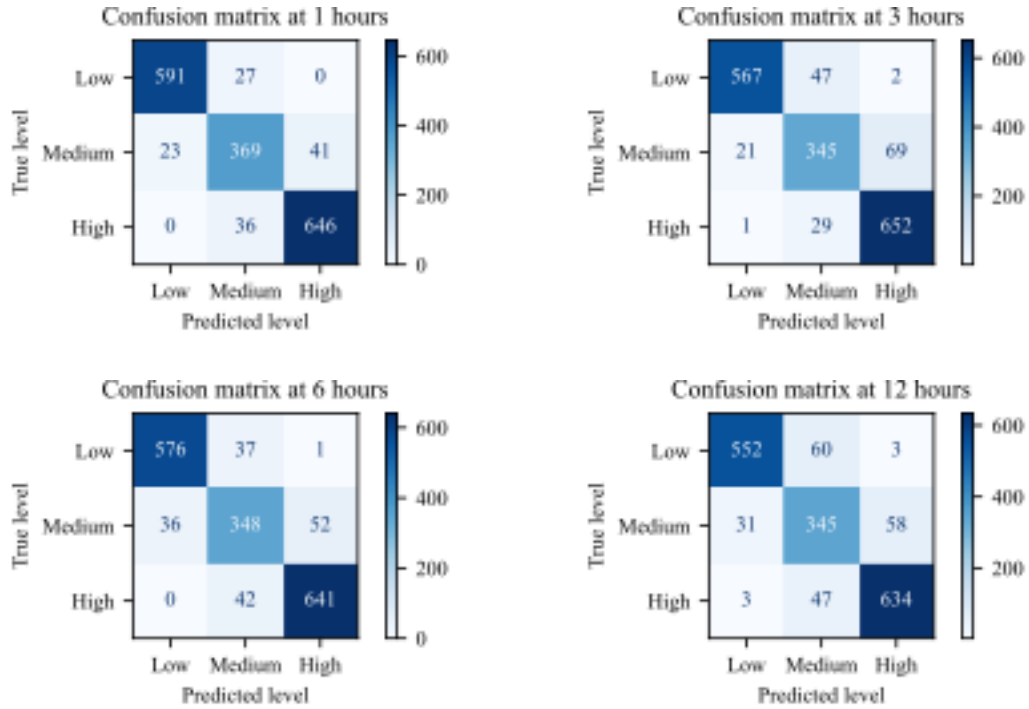 Confusion matrix at 1 hours
600
Low 591 27 0
400
True level
Medium 23 369 41
200
High 0 36 646
0
Low Medium High
Predicted level
Confusion matrix at 3 hours
600
Low 567 47 2
400
True level
Medium 21 345 69
200
High 1 29 652
Low Medium High
Predicted level
Confusion matrix at 6 hours
600
Low 576 37 1
400
True level
Medium 36 348 52
200
High 0 42 641
0
Low Medium High
Predicted level
Confusion matrix at 12 hours
600
Low 552 60 3
400
True level
Medium 31 345 58
200
High 3 47 634
Low Medium High
Predicted level